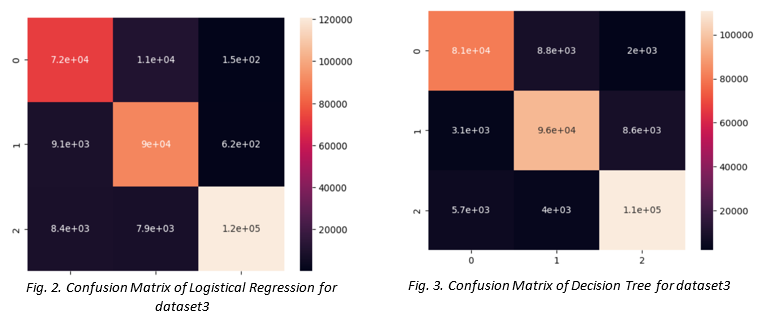 0 7.2e+04 1.1e+04 1.5e+02
1 9.1e+03 9e+04 6.2e+02
2 8.4e+03 7.9e+03 1.2e+05
120000
100000
80000
60000
40000
20000
0
Fig. 2. Confusion Matrix of Logistical Regression for
dataset3
0 8.1e+04 8.8e+03 2e+03
1 3.1e+03 9.6e+04 8.6e+03
2 5.7e+03 4e+03 1.1e+05
0 1 2
100000
80000
60000
40000
20000
Fig. 3. Confusion Matrix of Decision Tree for dataset3